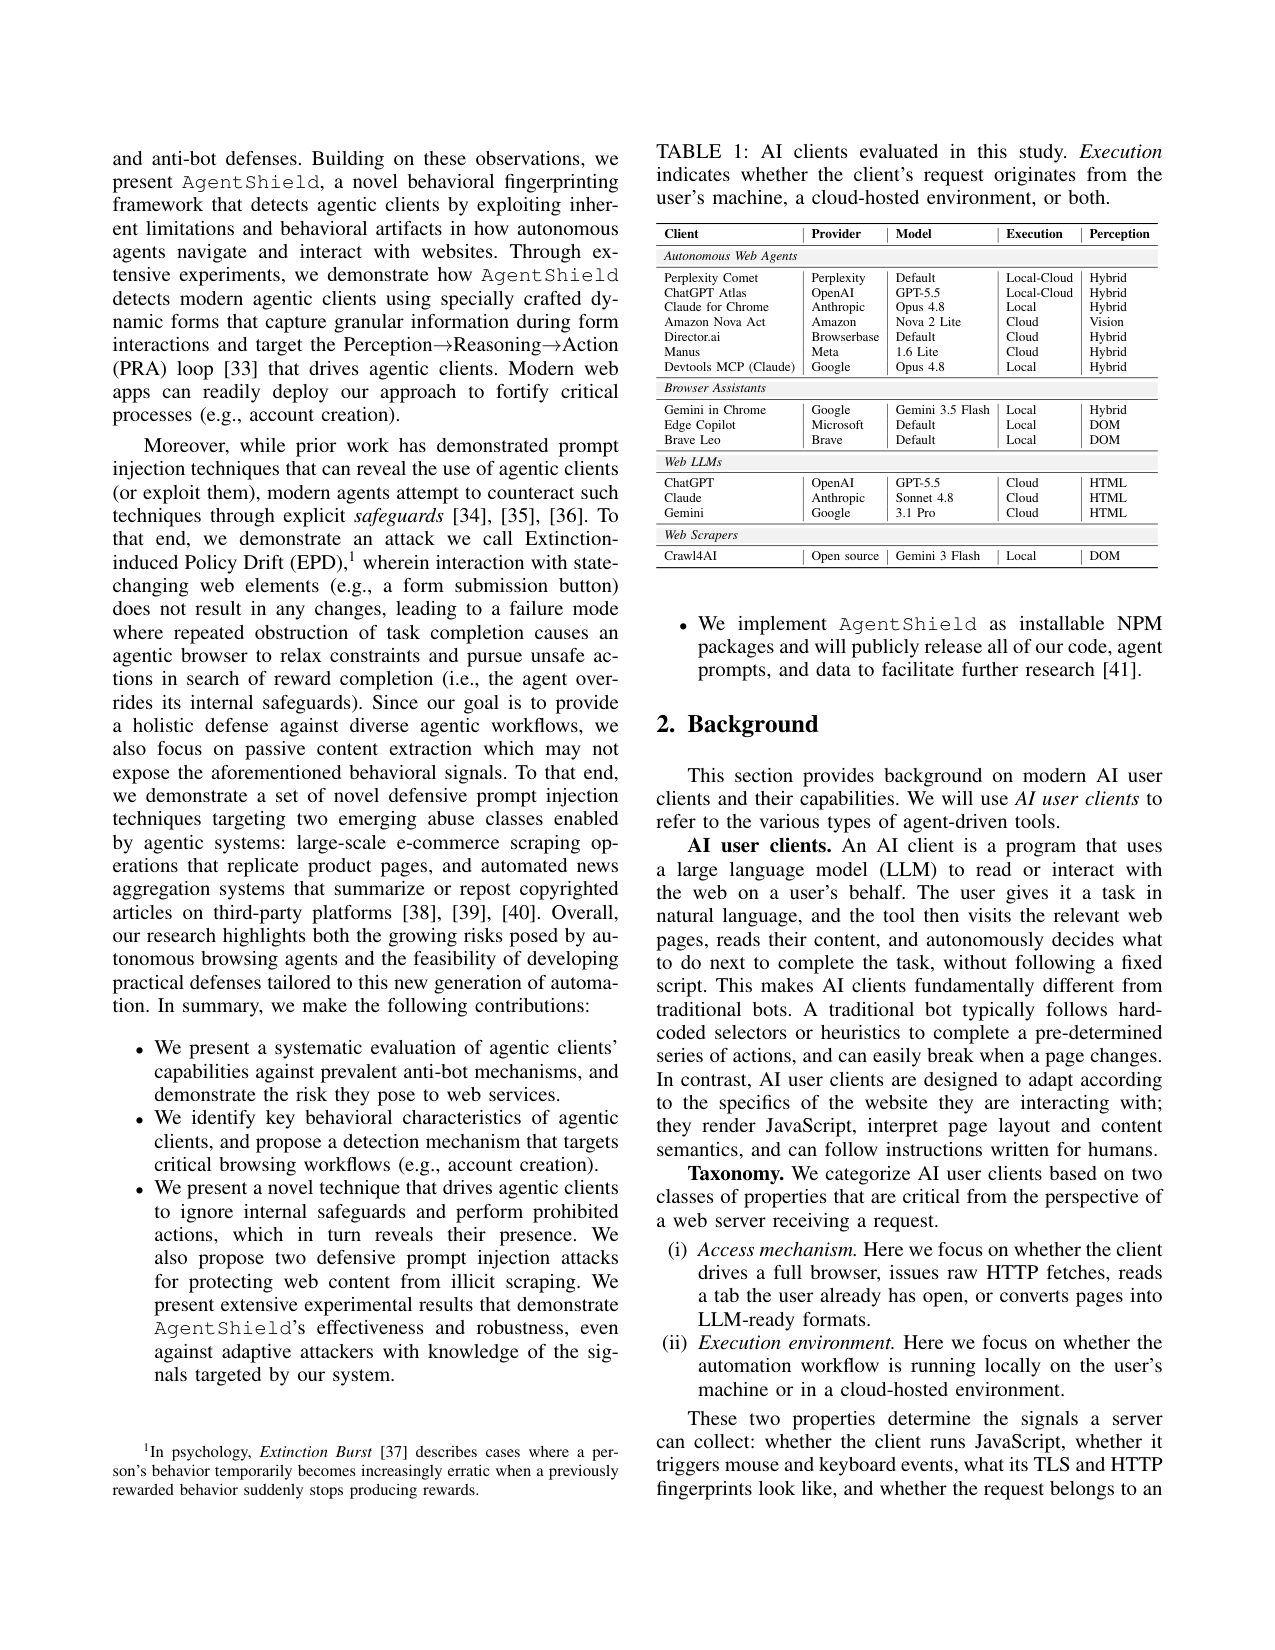 and anti-bot defenses. Building on these observations, we
present AgentShield, a novel behavioral fingerprinting
framework that detects agentic clients by exploiting inher-
ent limitations and behavioral artifacts in how autonomous
agents navigate and interact with websites. Through ex-
tensive experiments, we demonstrate how AgentShield
detects modern agentic clients using specially crafted dy-
namic forms that capture granular information during form
interactions and target the Perception→Reasoning→Action
(PRA) loop [33] that drives agentic clients. Modern web
apps can readily deploy our approach to fortify critical
processes (e.g., account creation).
Moreover, while prior work has demonstrated prompt
injection techniques that can reveal the use of agentic clients
(or exploit them), modern agents attempt to counteract such
techniques through explicit safeguards [34], [35], [36]. To
that end, we demonstrate an attack we call Extinction-
induced Policy Drift (EPD),1 wherein interaction with state-
changing web elements (e.g., a form submission button)
does not result in any changes, leading to a failure mode
where repeated obstruction of task completion causes an
agentic browser to relax constraints and pursue unsafe ac-
tions in search of reward completion (i.e., the agent over-
rides its internal safeguards). Since our goal is to provide
a holistic defense against diverse agentic workflows, we
also focus on passive content extraction which may not
expose the aforementioned behavioral signals. To that end,
we demonstrate a set of novel defensive prompt injection
techniques targeting two emerging abuse classes enabled
by agentic systems: large-scale e-commerce scraping op-
erations that replicate product pages, and automated news
aggregation systems that summarize or repost copyrighted
articles on third-party platforms [38], [39], [40]. Overall,
our research highlights both the growing risks posed by au-
tonomous browsing agents and the feasibility of developing
practical defenses tailored to this new generation of automa-
tion. In summary, we make the following contributions:
• We present a systematic evaluation of agentic clients'
capabilities against prevalent anti-bot mechanisms, and
demonstrate the risk they pose to web services.
• We identify key behavioral characteristics of agentic
clients, and propose a detection mechanism that targets
critical browsing workflows (e.g., account creation).
• We present a novel technique that drives agentic clients
to ignore internal safeguards and perform prohibited
actions, which in turn reveals their presence. We
also propose two defensive prompt injection attacks
for protecting web content from illicit scraping. We
present extensive experimental results that demonstrate
AgentShield's effectiveness and robustness, even
against adaptive attackers with knowledge of the sig-
nals targeted by our system.
1In psychology, Extinction Burst [37] describes cases where a per-
son's behavior temporarily becomes increasingly erratic when a previously
rewarded behavior suddenly stops producing rewards.
TABLE 1: AI clients evaluated in this study. Execution
indicates whether the client's request originates from the
user's machine, a cloud-hosted environment, or both.
Client Provider Model Execution Perception
Autonomous Web Agents
Perplexity Comet Perplexity Default Local-Cloud Hybrid
ChatGPT Atlas OpenAI GPT-5.5 Local-Cloud Hybrid
Claude for Chrome Anthropic Opus 4.8 Local Hybrid
Amazon Nova Act Amazon Nova 2 Lite Cloud Vision
Director.ai Browserbase Default Cloud Hybrid
Manus Meta 1.6 Lite Cloud Hybrid
Devtools MCP (Claude) Google Opus 4.8 Local Hybrid
Browser Assistants
Gemini in Chrome Google Gemini 3.5 Flash Local Hybrid
Edge Copilot Microsoft Default Local DOM
Brave Leo Brave Default Local DOM
Web LLMs
ChatGPT OpenAI GPT-5.5 Cloud HTML
Claude Anthropic Sonnet 4.8 Cloud HTML
Gemini Google 3.1 Pro Cloud HTML
Web Scrapers
Crawl4AI Open source Gemini 3 Flash Local DOM
• We implement AgentShield as installable NPM
packages and will publicly release all of our code, agent
prompts, and data to facilitate further research [41].
2. Background
This section provides background on modern AI user
clients and their capabilities. We will use AI user clients to
refer to the various types of agent-driven tools.
AI user clients. An AI client is a program that uses
a large language model (LLM) to read or interact with
the web on a user's behalf. The user gives it a task in
natural language, and the tool then visits the relevant web
pages, reads their content, and autonomously decides what
to do next to complete the task, without following a fixed
script. This makes AI clients fundamentally different from
traditional bots. A traditional bot typically follows hard-
coded selectors or heuristics to complete a pre-determined
series of actions, and can easily break when a page changes.
In contrast, AI user clients are designed to adapt according
to the specifics of the website they are interacting with;
they render JavaScript, interpret page layout and content
semantics, and can follow instructions written for humans.
Taxonomy. We categorize AI user clients based on two
classes of properties that are critical from the perspective of
a web server receiving a request.
(i) Access mechanism. Here we focus on whether the client
drives a full browser, issues raw HTTP fetches, reads
a tab the user already has open, or converts pages into
LLM-ready formats.
(ii) Execution environment. Here we focus on whether the
automation workflow is running locally on the user's
machine or in a cloud-hosted environment.
These two properties determine the signals a server
can collect: whether the client runs JavaScript, whether it
triggers mouse and keyboard events, what its TLS and HTTP
fingerprints look like, and whether the request belongs to an